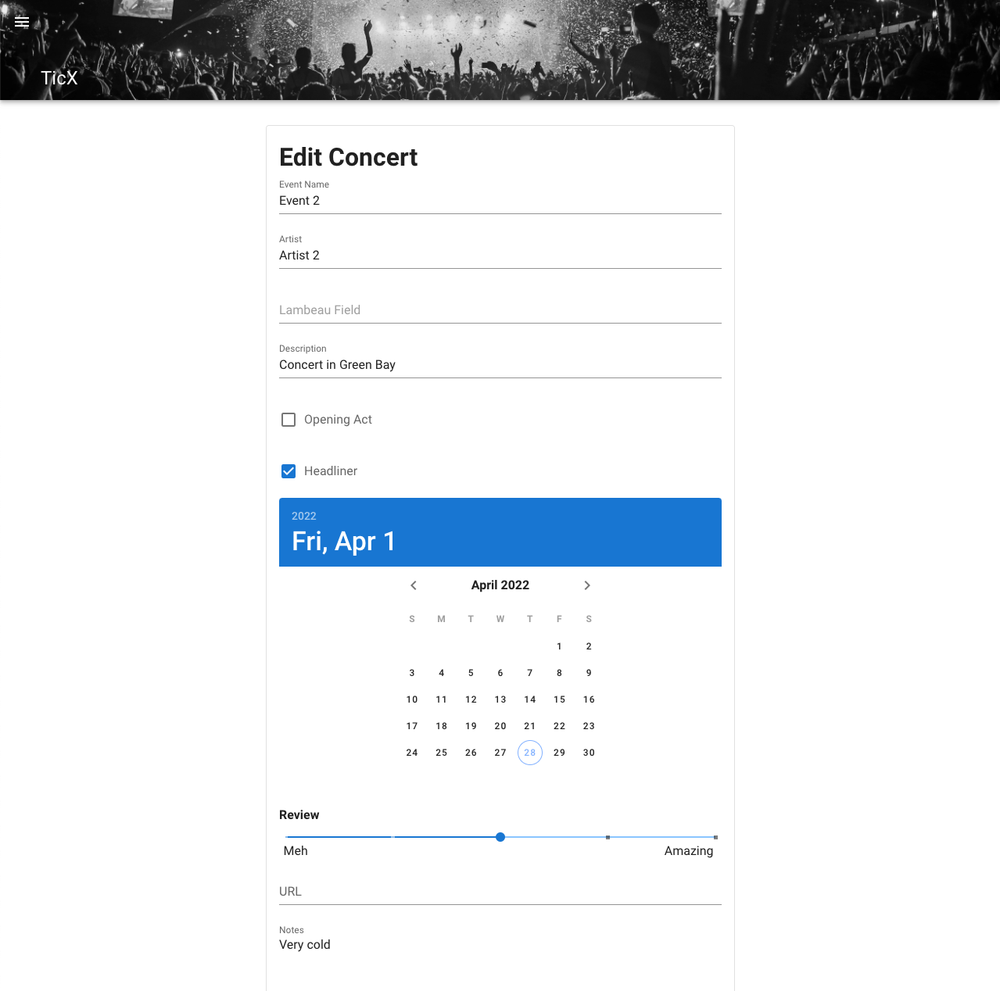 TicX
Edit Concert
Event Name
Event 2
Artist
Artist 2
Lambeau Field
Description
Concert in Green Bay
Opening Act
Headliner
2022
Fri, Apr 1
April 2022
S M T W T F S
1 2
3 4 5 6 7 8 9
10 11 12 13 14 15 16
17 18 19 20 21 22 23
24 25 26 27 28 29 30
Review
Meh Amazing
URL
Notes
Very cold